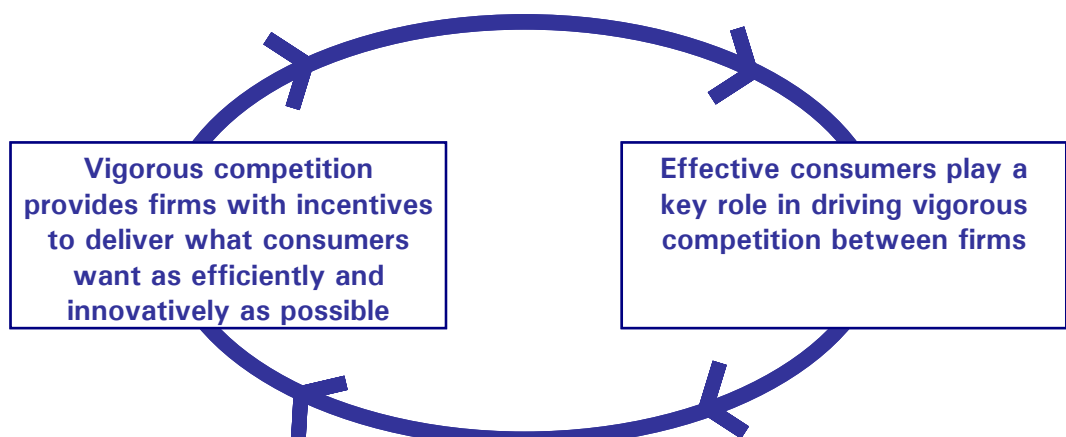 Vigorous competition
provides firms with incentives
to deliver what consumers
want as efficiently and
innovatively as possible
Effective consumers play a
key role in driving vigorous
competition between firms